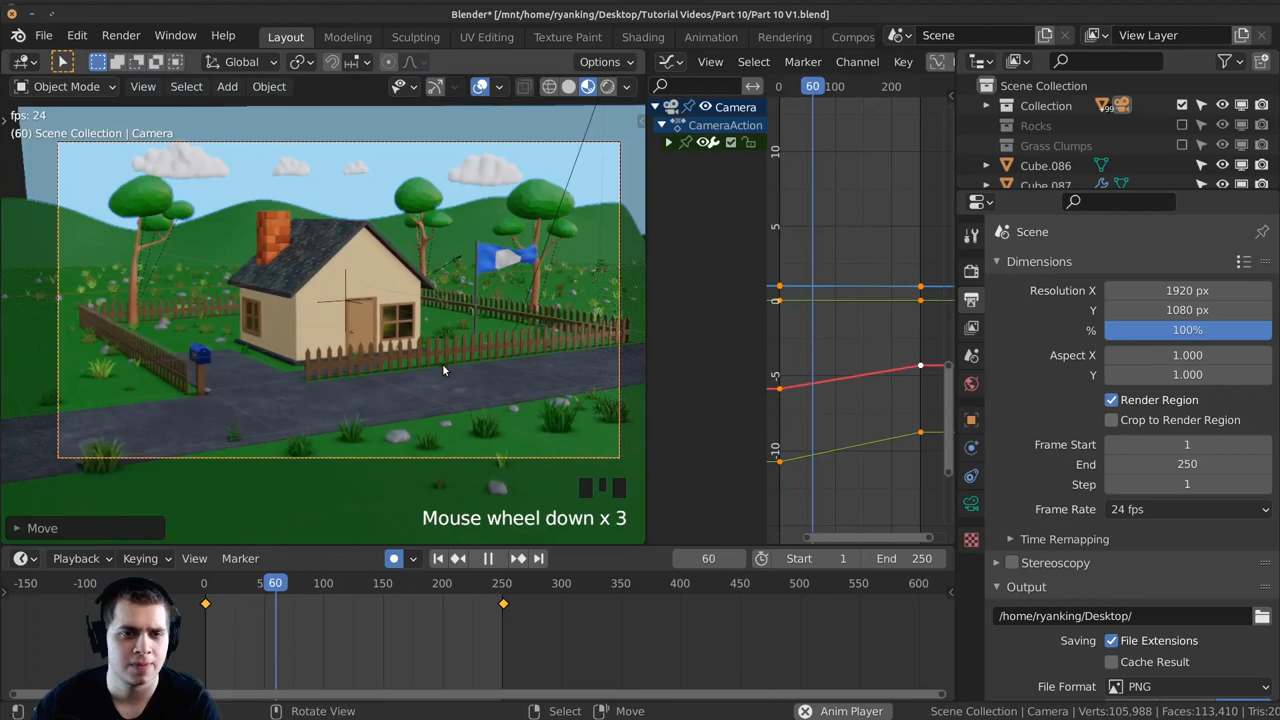 Blender* [/mnt/home/ryanking/Desktop/Tutorial Videos/Part 10/Part 10 V1.blend]
File Edit Render Window Help Layout Modeling Sculpting UV Editing Texture Paint Shading Animation Rendering Compos Scene View Layer
Global Options View Select Marker Channel Key
Object Mode View Select Add Object 0 60 100 200 Scene Collection
fps: 24 Camera Collection
(60) Scene Collection | Camera CameraAction Rocks
Grass Clumps
Cube.086
Cube.087
10
5
0
-5
-10
Scene
Dimensions
Resolution X 1920 px
Y 1080 px
% 100%
Aspect X 1.000
Y 1.000
Render Region
Crop to Render Region
Frame Start 1
End 250
Step 1
Frame Rate 24 fps
Time Remapping
Stereoscopy
Output
/home/ryanking/Desktop/
Saving File Extensions
Cache Result
File Format PNG
Mouse wheel down x 3
Move
Playback Keying View Marker 60 Start 1 End 250
-150 -100 0 5 60 100 150 200 250 300 350 400 450 500 550 600
Rotate View Select Move Anim Player Scene Collection | Camera Verts:105,988 | Faces:113,410 | Tris:20